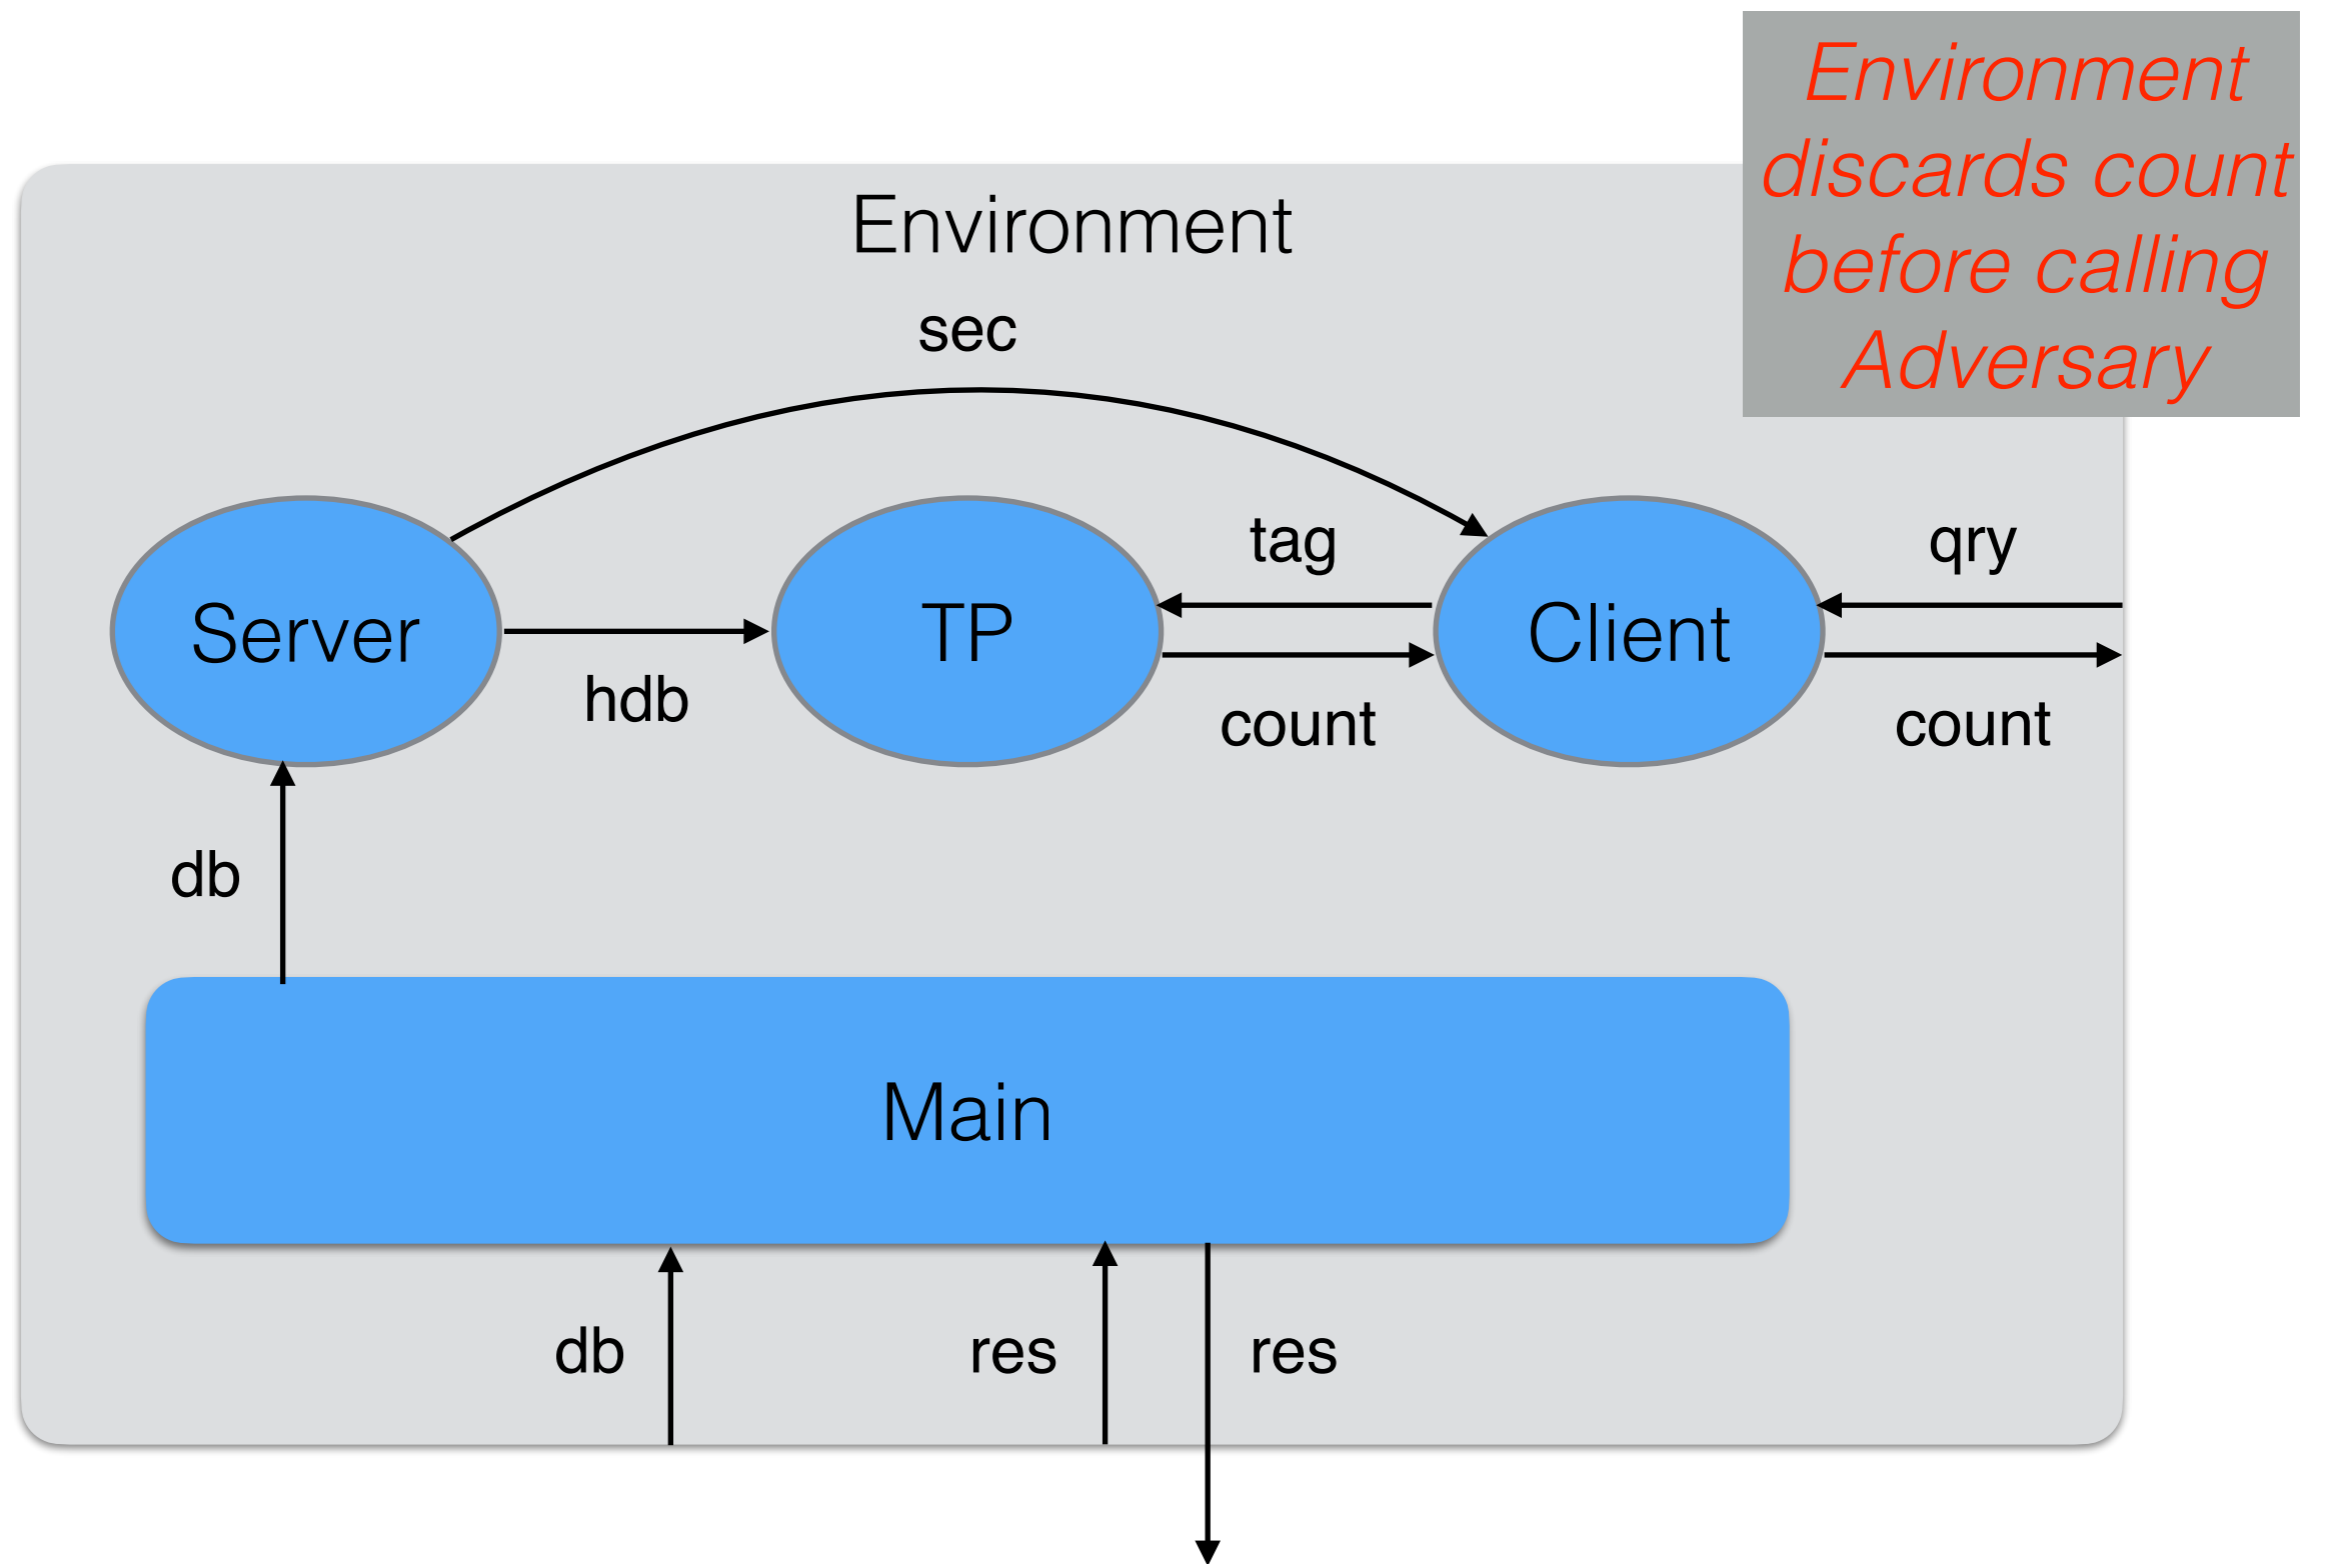 Environment
discards count
before calling
Adversary
Environment
sec
tag
qry
Server
TP
Client
hdb
count
count
db
Main
db
res
res